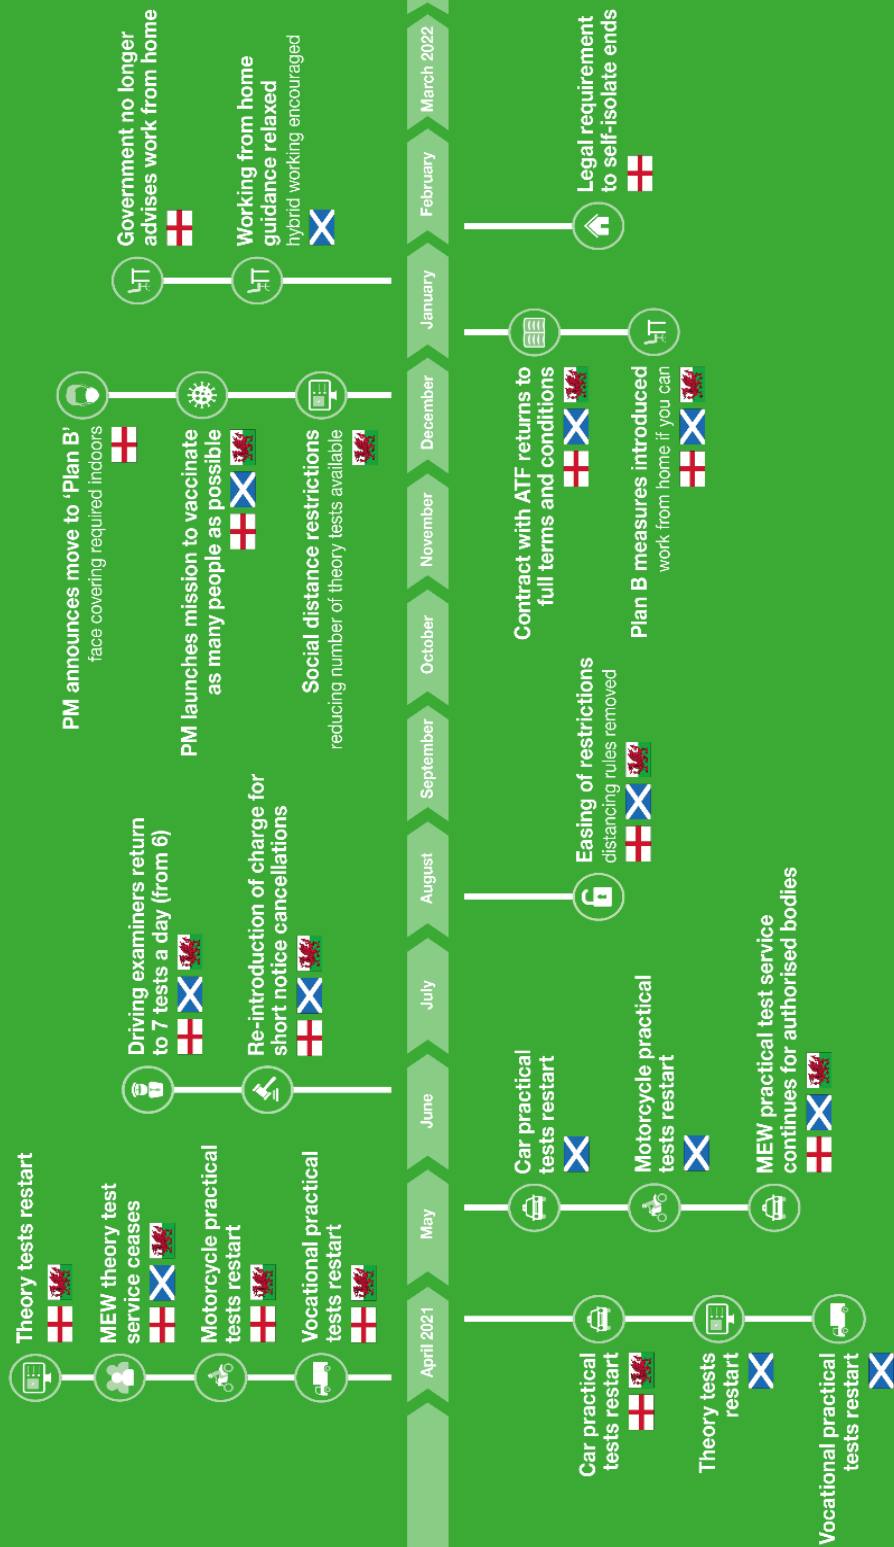 Theory tests restart
MEW theory test
service ceases
Motorcycle practical
tests restart
Vocational practical
tests restart
Driving examiners return
to 7 tests a day (from 6)
Re-introduction of charge for
short notice cancellations
PM announces move to ‘Plan B’
face covering required indoors
PM launches mission to vaccinate
as many people as possible
Social distance restrictions
reducing number of theory tests available
Government no longer
advises work from home
Working from home
guidance relaxed
hybrid working encouraged
April 2021
May
June
July
August
September
October
November
December
January
February
March 2022
Car practical
tests restart
Theory tests
restart
Vocational practical
tests restart
Car practical
tests restart
Motorcycle practical
tests restart
MEW practical test service
continues for authorised bodies
Easing of restrictions
distancing rules removed
Contract with ATF returns to
full terms and conditions
Plan B measures introduced
work from home if you can
Legal requirement
to self-isolate ends